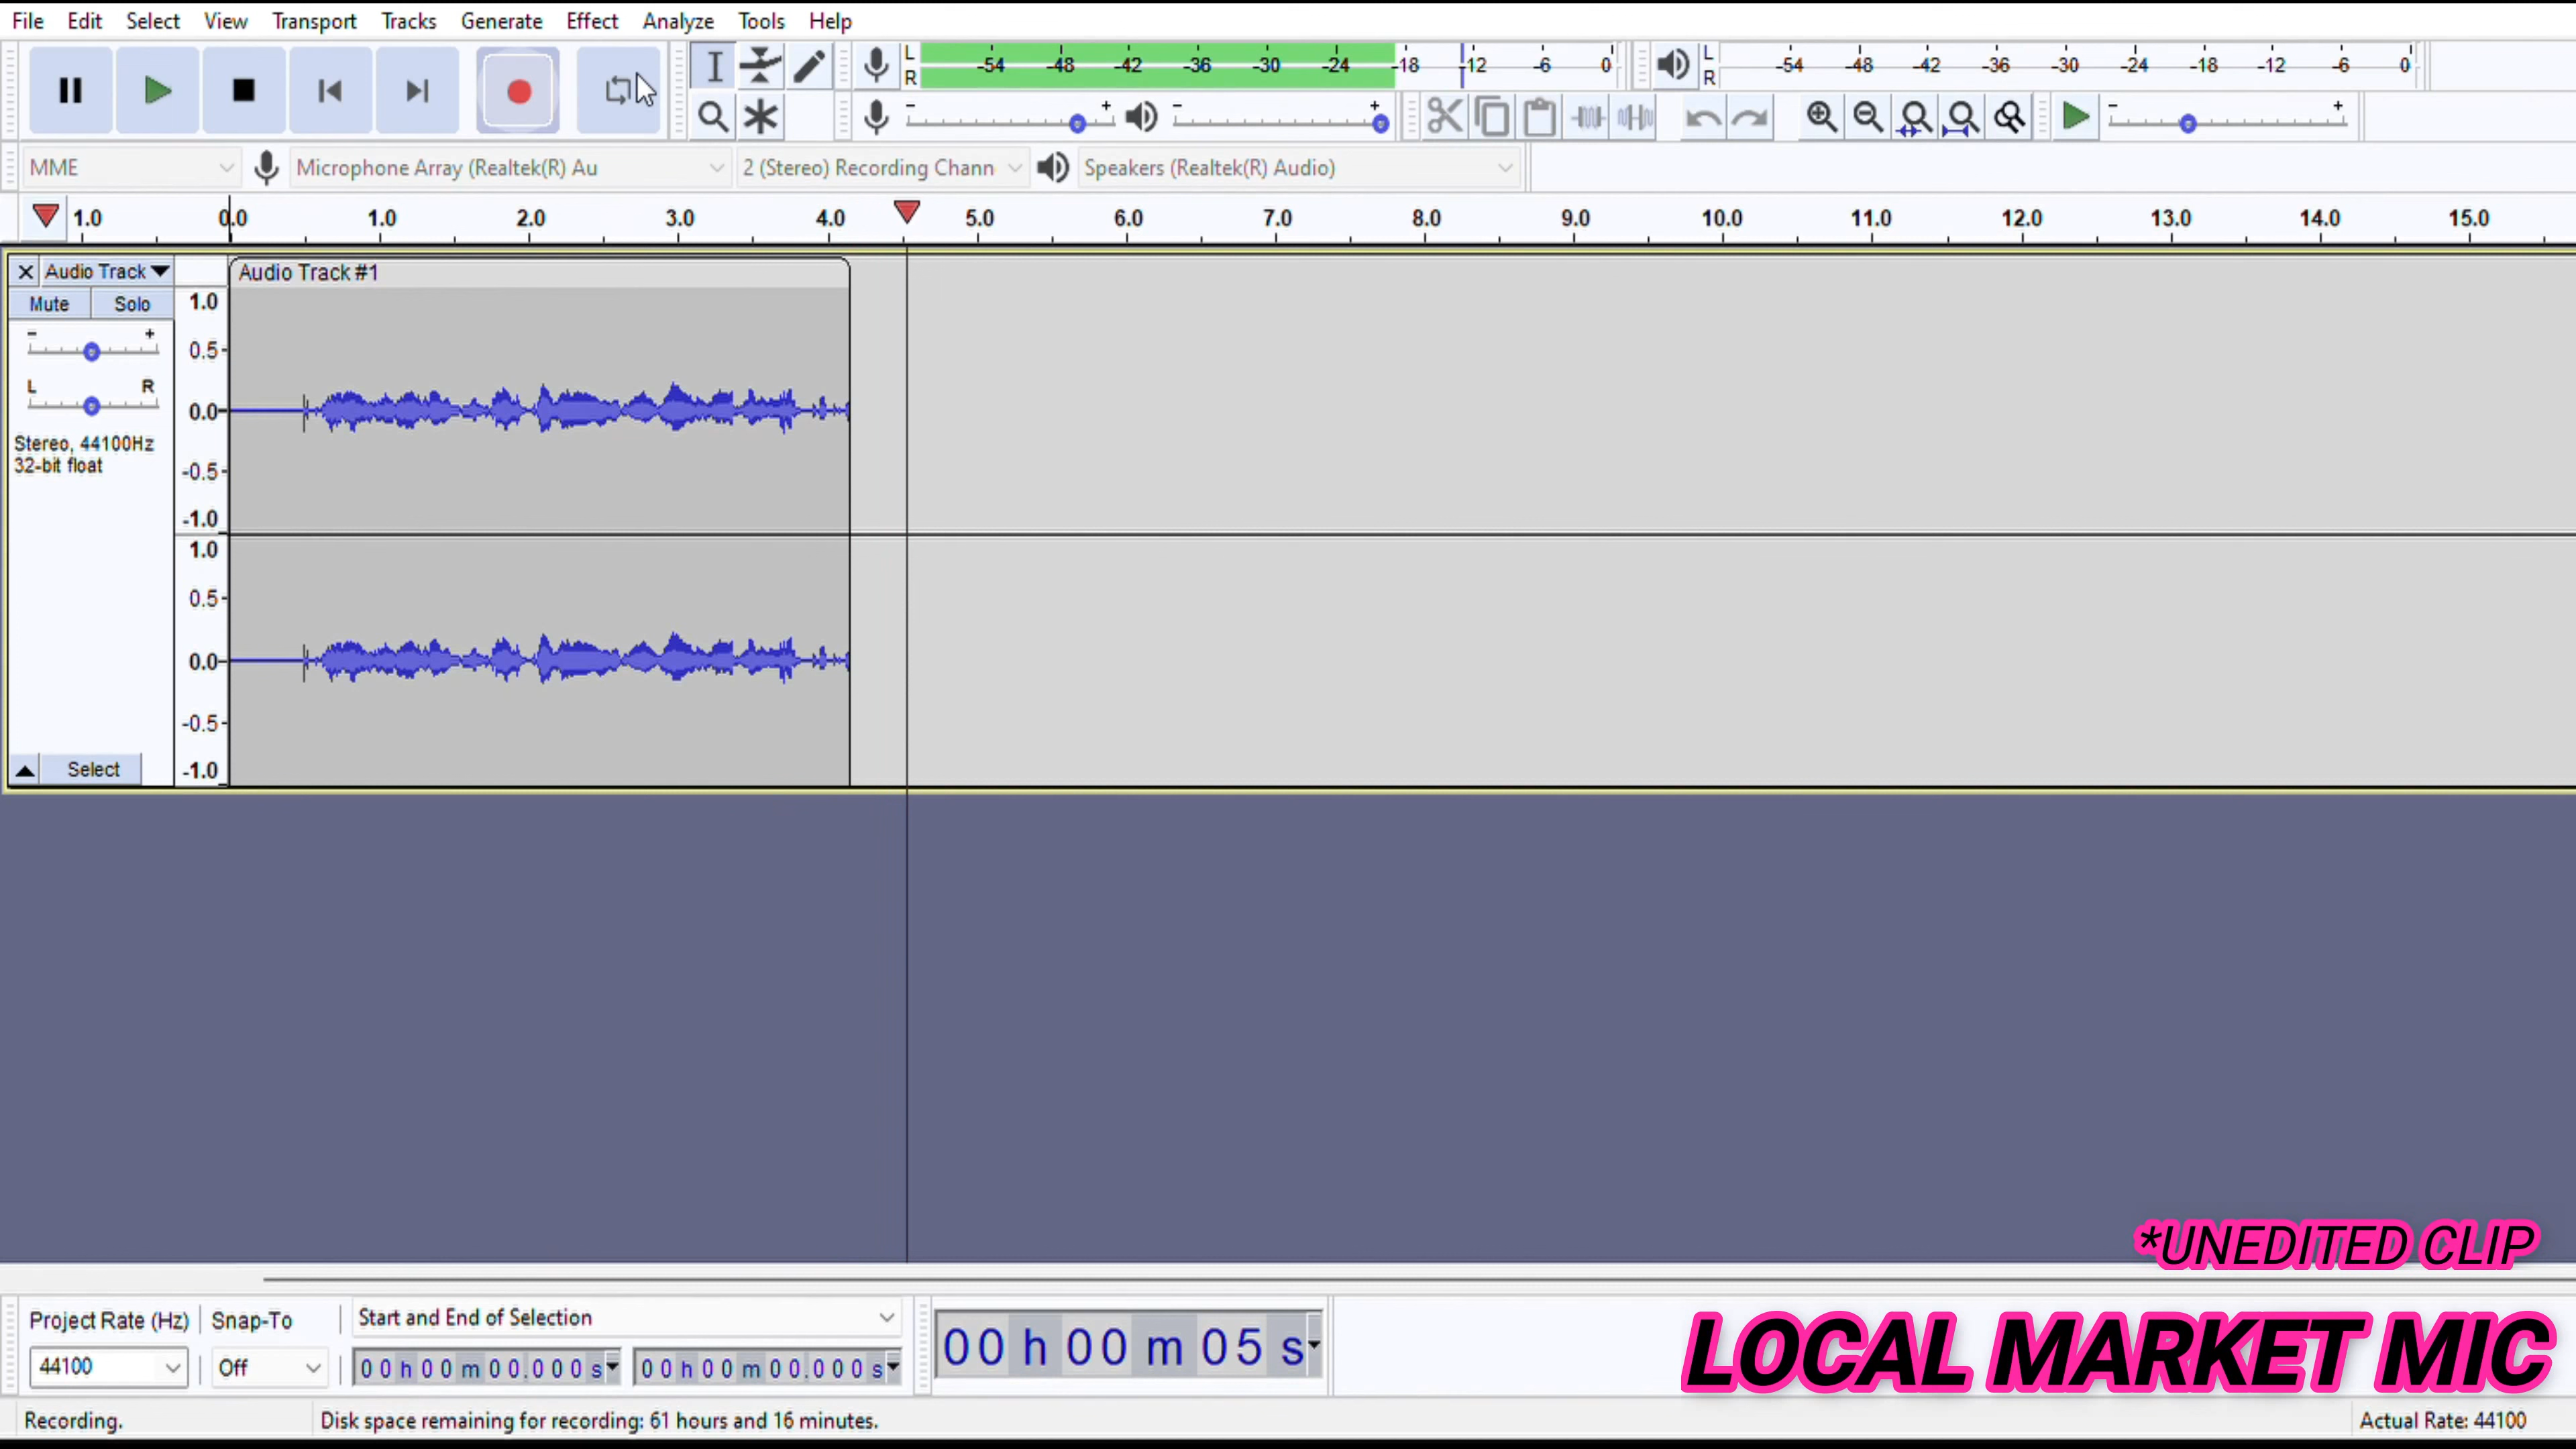 File Edit Select View Transport Tracks Generate Effect Analyze Tools Help
L -54 -48 -42 -36 -30 -24 -18 -12 -6 0 L -54 -48 -42 -36 -30 -24 -18 -12 -6 0
R R
- + - + - +
MME Microphone Array (Realtek(R) Au 2 (Stereo) Recording Chann Speakers (Realtek(R) Audio)
1.0 0.0 1.0 2.0 3.0 4.0 5.0 6.0 7.0 8.0 9.0 10.0 11.0 12.0 13.0 14.0 15.0
Audio Track Audio Track #1
Mute Solo 1.0
- +
0.5
L R
0.0
Stereo, 44100Hz
32-bit float
-0.5
-1.0
1.0
0.5
0.0
-0.5
Select -1.0
*UNEDITED CLIP
LOCAL MARKET MIC
Project Rate (Hz) Snap-To Start and End of Selection
44100 Off 00h00m00.000s 00h00m00.000s 00h00m05s
Recording. Disk space remaining for recording: 61 hours and 16 minutes. Actual Rate: 44100